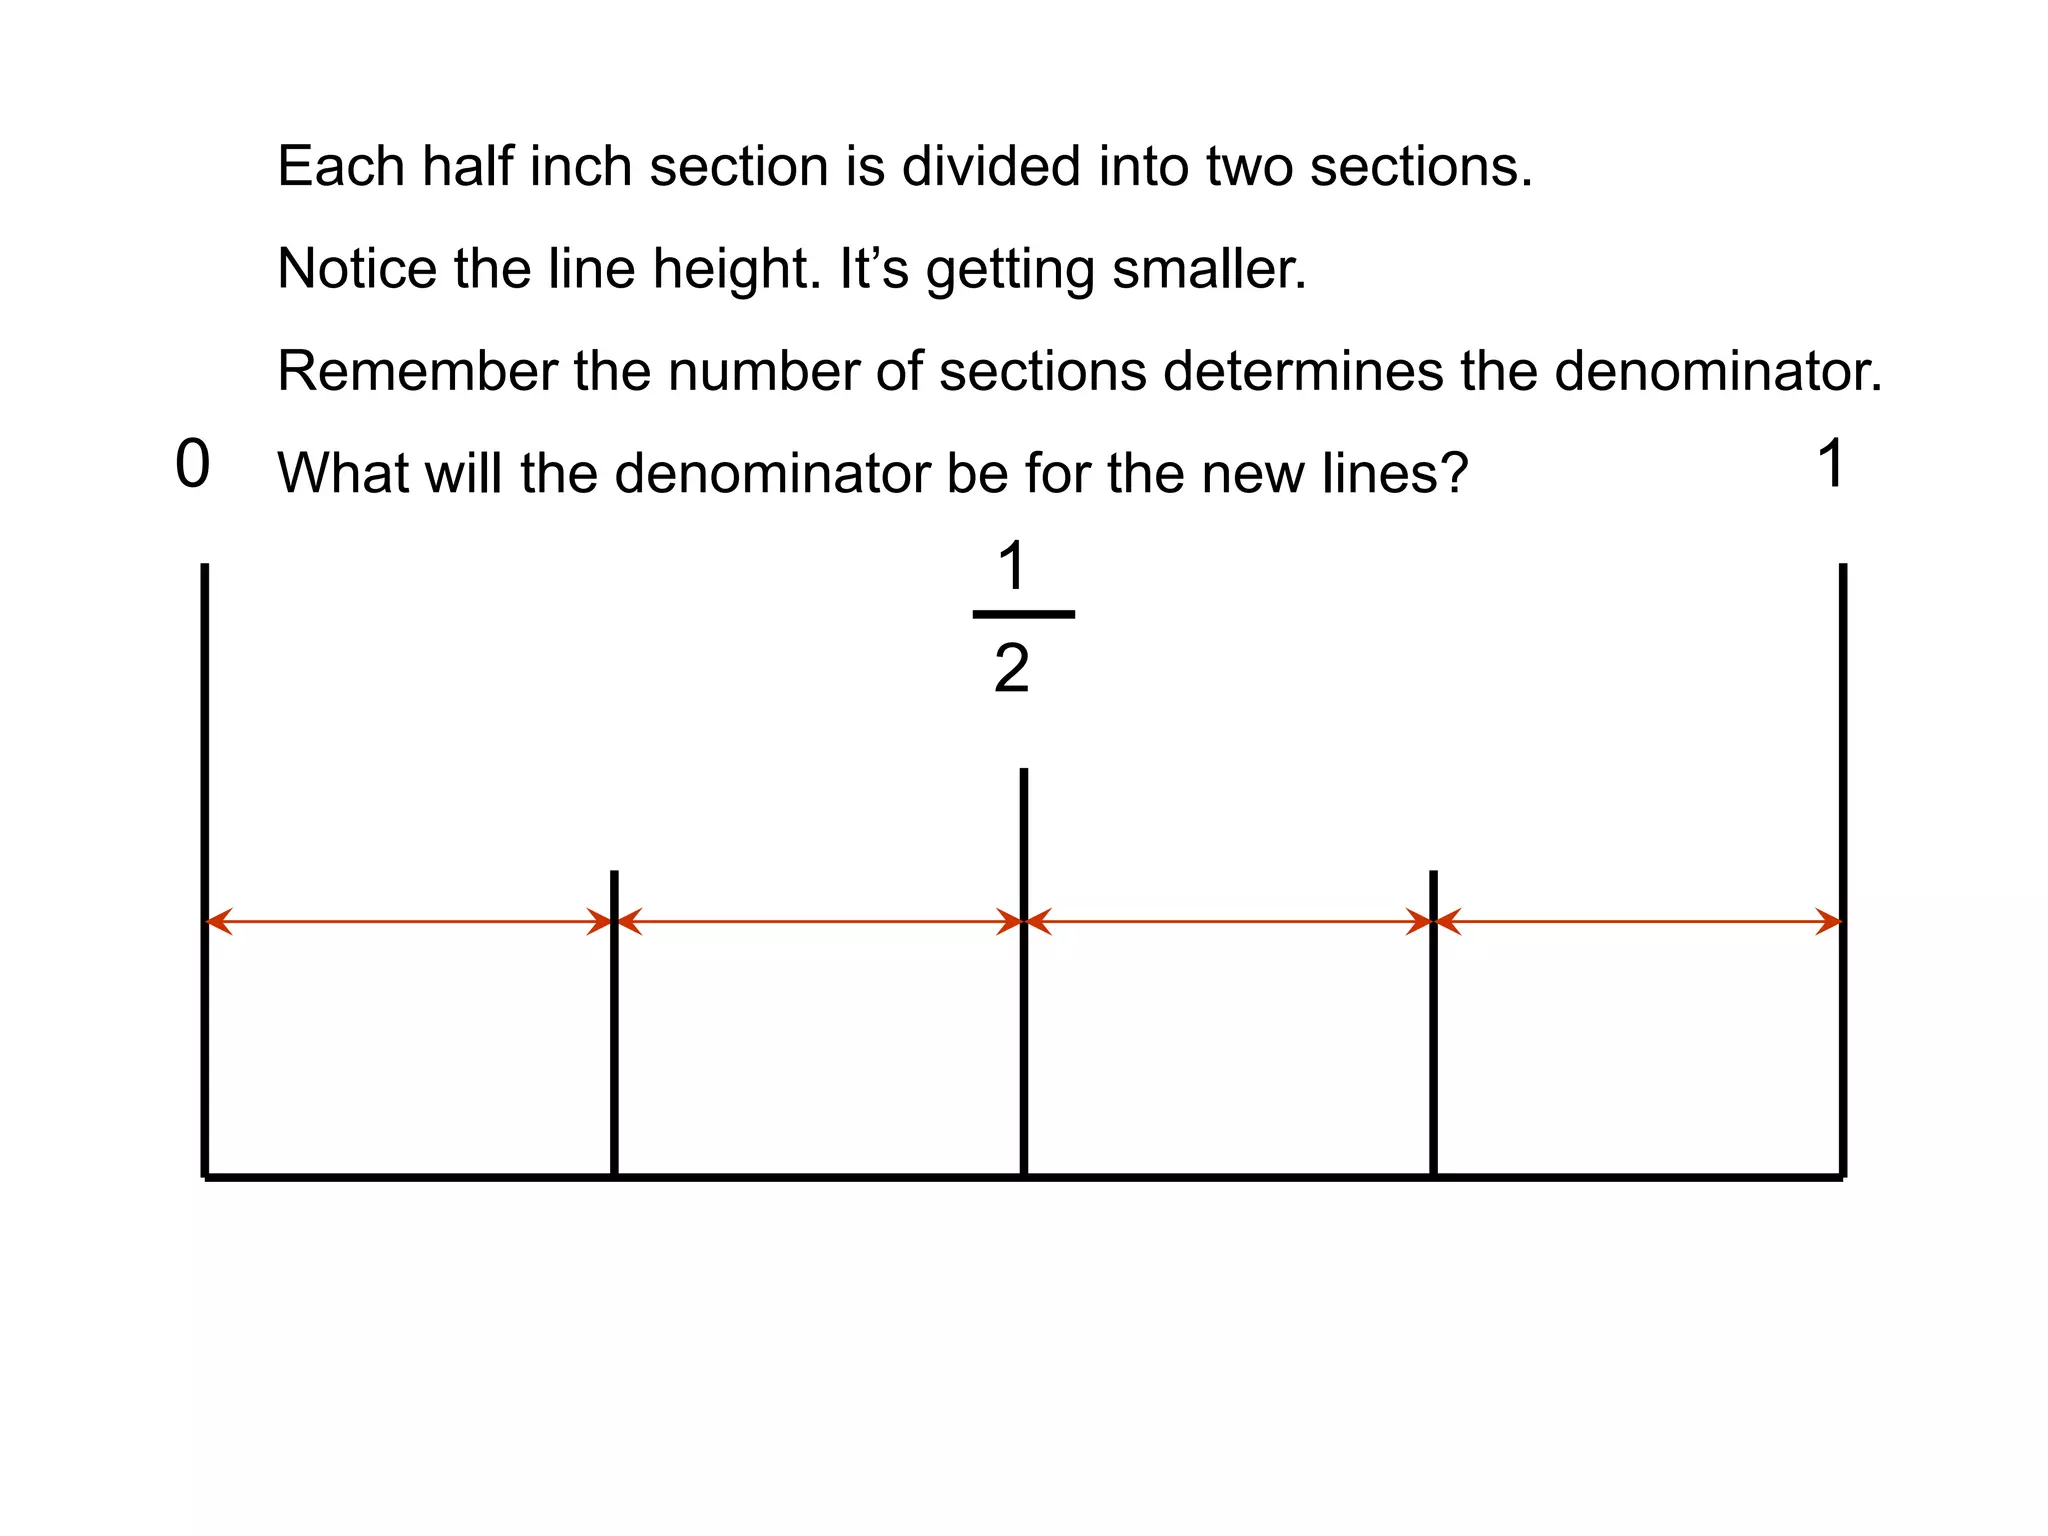 Each half inch section is divided into two sections.
Notice the line height. It’s getting smaller.
Remember the number of sections determines the denominator.
0
What will the denominator be for the new lines?
1
1
2